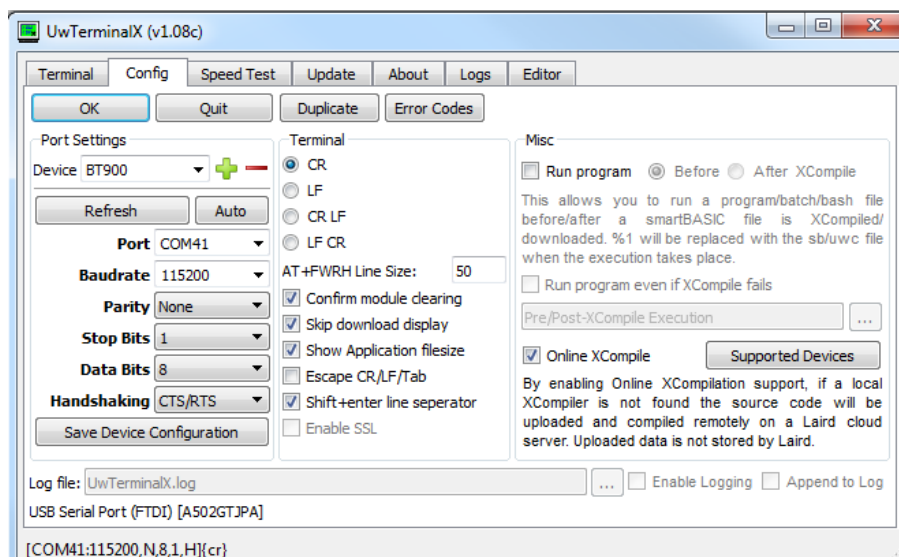 UwTerminalX (v1.08c)
Terminal Config Speed Test Update About Logs Editor
OK Quit Duplicate Error Codes
Port Settings
Device BT900
Refresh Auto
Port COM41
Baudrate 115200
Parity None
Stop Bits 1
Data Bits 8
Handshaking CTS/RTS
Save Device Configuration
Terminal
CR
LF
CR LF
LF CR
AT+FWRH Line Size: 50
Confirm module clearing
Skip download display
Show Application filesize
Escape CR/LF/Tab
Shift+enter line seperator
Enable SSL
Misc
Run program Before After XCompile
This allows you to run a program/batch/bash file
before/after a smartBASIC file is XCompiled/
downloaded. %1 will be replaced with the sb/uwc file
when the execution takes place.
Run program even if XCompile fails
Pre/Post-XCompile Execution ...
Online XCompile Supported Devices
By enabling Online XCompilation support, if a local
XCompiler is not found the source code will be
uploaded and compiled remotely on a Laird cloud
server. Uploaded data is not stored by Laird.
Log file: UwTerminalX.log ... Enable Logging Append to Log
USB Serial Port (FTDI) [A502GTJPA]
[COM41:115200,N,8,1,H]{cr}